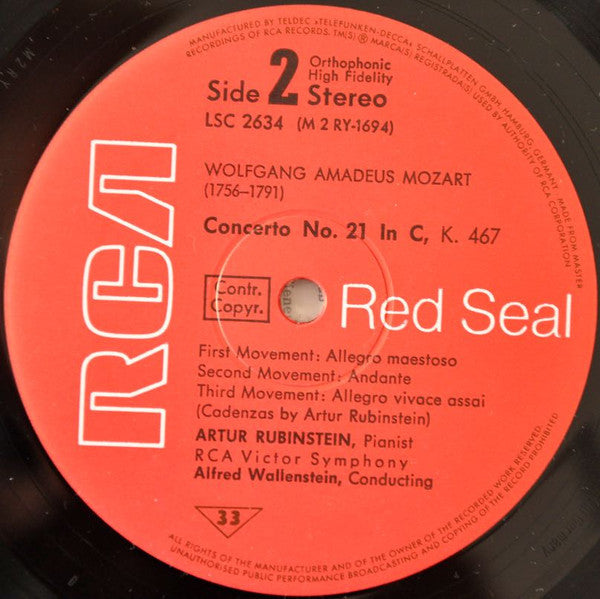 MANUFACTURED BY TELDEC »TELEFUNKEN-DECCA« SCHALLPLATTEN GMBH, HAMBURG, GERMANY, MADE FROM MASTER
RECORDINGS OF RCA RECORDS. TM(S) ® MARCA(S) REGISTRADA(S) USED BY AUTHORITY OF RCA CORPORATION
Side 2 Orthophonic
High Fidelity
Stereo
LSC 2634 (M 2 RY-1694)
WOLFGANG AMADEUS MOZART
(1756–1791)
Concerto No. 21 In C, K. 467
RCA
Contr.
Copyr.
Red Seal
First Movement: Allegro maestoso
Second Movement: Andante
Third Movement: Allegro vivace assai
(Cadenzas by Artur Rubinstein)
ARTUR RUBINSTEIN, Pianist
RCA Victor Symphony
Alfred Wallenstein, Conducting
33
ALL RIGHTS OF THE MANUFACTURER AND OF THE OWNER OF THE RECORDED WORK RESERVED
UNAUTHORISED PUBLIC PERFORMANCE BROADCASTING AND COPYING OF THIS RECORD PROHIBITED
M 2 RY